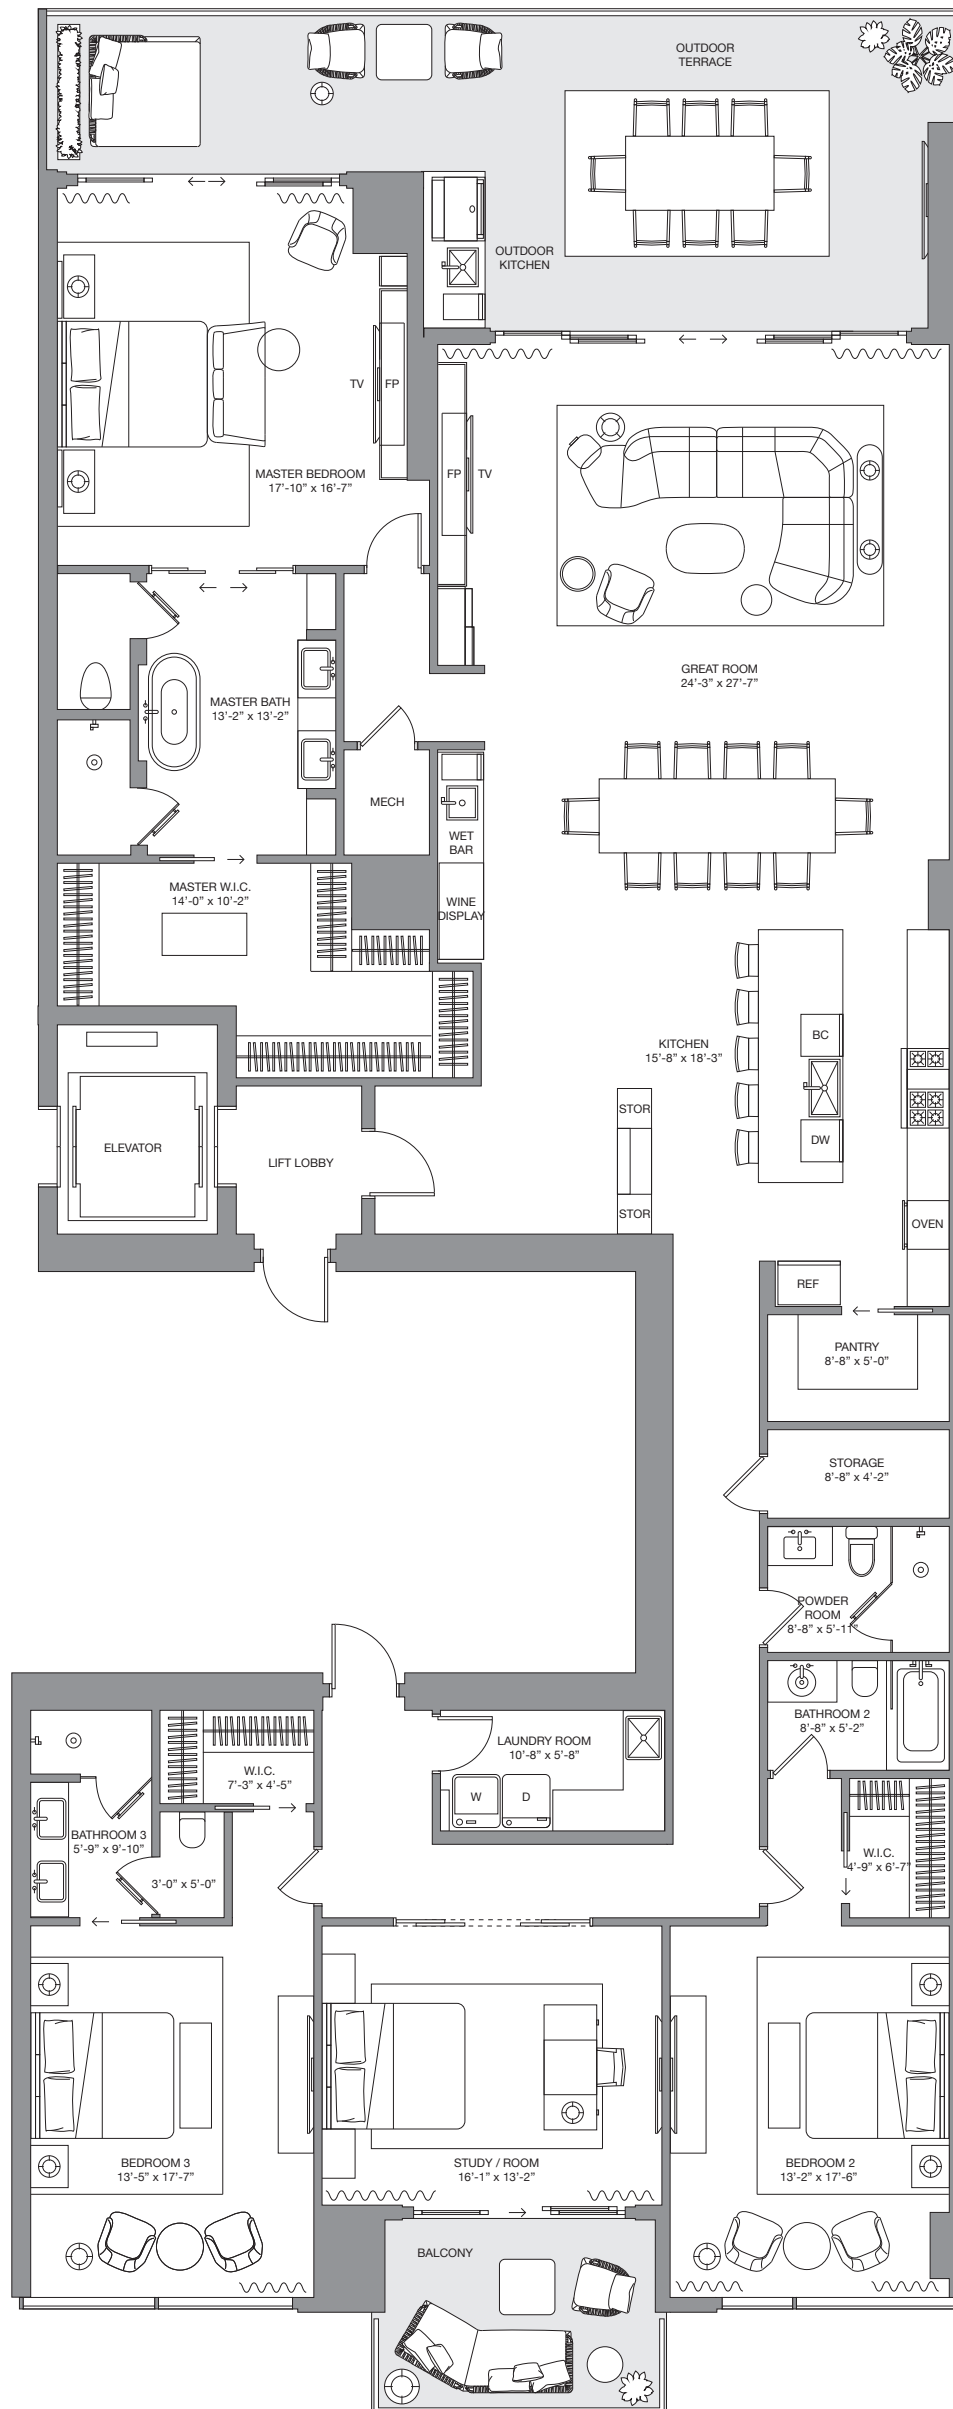 OUTDOOR
TERRACE
OUTDOOR
KITCHEN
TV
FP
MASTER BEDROOM
17'-10” x 16'-7”
FP
TV
GREAT ROOM
24'-3” x 27'-7”
MASTER BATH
13'-2” x 13'-2”
MECH
WET
BAR
WINE
DISPLAY
MASTER W.I.C.
14'-0” x 10'-2”
KITCHEN
15'-8” x 18'-3”
BC
DW
STOR
STOR
ELEVATOR
LIFT LOBBY
OVEN
REF
PANTRY
8'-8” x 5'-0”
STORAGE
8'-8” x 4'-2”
POWDER
ROOM
8'-8” x 5'-11”
BATHROOM 2
8'-8” x 5'-2”
LAUNDRY ROOM
10'-8” x 5'-8”
W
D
W.I.C.
7'-3” x 4'-5”
BATHROOM 3
5'-9” x 9'-10”
3'-0” x 5'-0”
W.I.C.
4'-9” x 6'-7”
BEDROOM 3
13'-5” x 17'-7”
STUDY / ROOM
16'-1” x 13'-2”
BEDROOM 2
13'-2” x 17'-6”
BALCONY